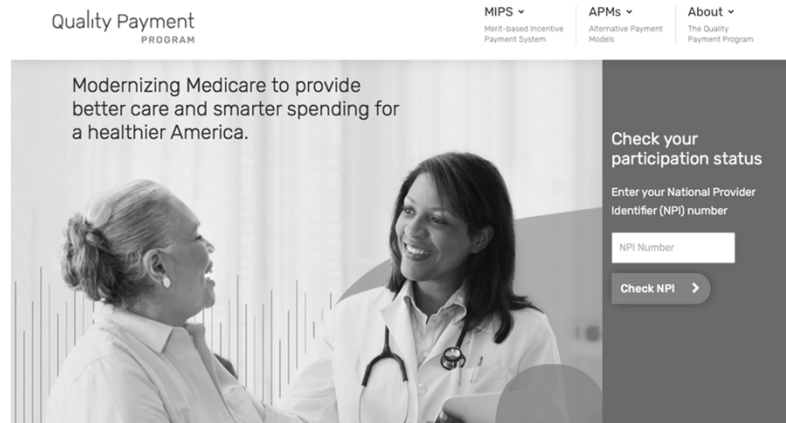 Quality Payment
PROGRAM
MIPS
Merit-based Incentive
Payment System
APMs
Alternative Payment
Models
About
The Quality
Payment Program
Modernizing Medicare to provide
better care and smarter spending for
a healthier America.
Check your
participation status
Enter your National Provider
Identifier (NPI) number
NPI Number
Check NPI